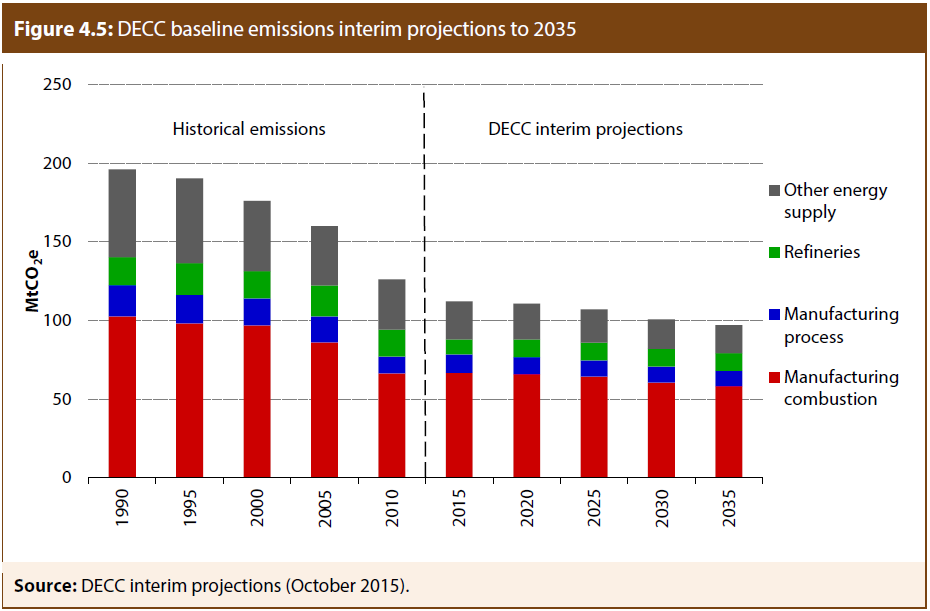 Figure 4.5: DECC baseline emissions interim projections to 2035
250
200
150
100
50
0
MtCO₂e
Historical emissions
DECC interim projections
Other energy
supply
Refineries
Manufacturing
process
Manufacturing
combustion
1990
1995
2000
2005
2010
2015
2020
2025
2030
2035
Source: DECC interim projections (October 2015).